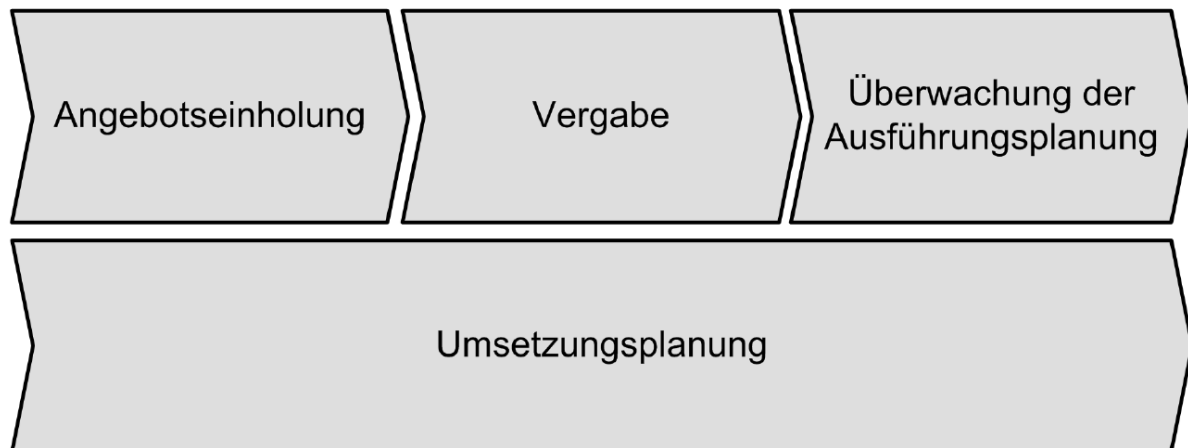 Angebotseinholung
Vergabe
Überwachung der
Ausführungsplanung
Umsetzungsplanung